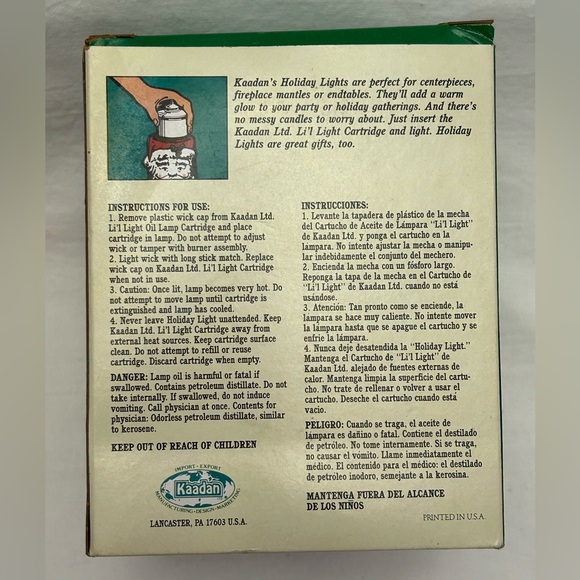 Kaadan's Holiday Lights are perfect for centerpieces,
fireplace mantles or endtables. They'll add a warm
glow to your party or holiday gatherings. And there's
no messy candles to worry about. Just insert the
Kaadan Ltd. Li'l Light Cartridge and light. Holiday
Lights are great gifts, too.
INSTRUCTIONS FOR USE:
1. Remove plastic wick cap from Kaadan Ltd.
Li'l Light Oil Lamp Cartridge and place
cartridge in lamp. Do not attempt to adjust
wick or tamper with burner assembly.
2. Light wick with long stick match. Replace
wick cap on Kaadan Ltd. Li'l Light Cartridge
when not in use.
3. Caution: Once lit, lamp becomes very hot. Do
not attempt to move lamp until cartridge is
extinguished and lamp has cooled.
4. Never leave Holiday Light unattended. Keep
Kaadan Ltd. Li'l Light Cartridge away from
external heat sources. Keep cartridge surface
clean. Do not attempt to refill or reuse
cartridge. Discard cartridge when empty.
DANGER: Lamp oil is harmful or fatal if
swallowed. Contains petroleum distillate. Do not
take internally. If swallowed, do not induce
vomiting. Call physician at once. Contents for
physician: Odorless petroleum distillate, similar
to kerosene.
KEEP OUT OF REACH OF CHILDREN
IMPORT • EXPORT
Kaadan
MANUFACTURING • DESIGN • MARKETING
LANCASTER, PA 17603 U.S.A.
INSTRUCCIONES:
1. Levante la tapadera de plástico de la mecha
del Cartucho de Aceite de Lámpara "Li'l Light"
de Kaadan Ltd. y ponga el cartucho en la
lámpara. No intente ajustar la mecha o manipu-
lar indebidamente el conjunto del mechero.
2. Encienda la mecha con un fósforo largo.
Reponga la tapa de la mecha en el Cartucho de
"Li'l Light" de Kaadan Ltd. cuando no está
usándose.
3. Atención: Tan pronto como se enciende, la
lámpara se hace muy caliente. No intente mover
la lámpara hasta que se apague el cartucho y se
enfrie la lámpara.
4. Nunca deje desatendida la "Holiday Light."
Mantenga el Cartucho de "Li'l Light" de
Kaadan Ltd. alejado de fuentes externas de
calor. Mantenga limpia la superficie del cartu-
cho. No trate de rellenar o volver a usar el
cartucho. Deseche el cartucho cuando está
vacio.
PELIGRO: Cuando se traga, el aceite de
lámpara es dañino o fatal. Contiene el destilado
de petróleo. No tome internamente. Si se traga,
no causar el vómito. Llame inmediatamente el
médico. El contenido para el médico: el destilado
de petróleo inodoro, semejante a la kerosina.
MANTENGA FUERA DEL ALCANCE
DE LOS NIÑOS
PRINTED IN U.S.A.